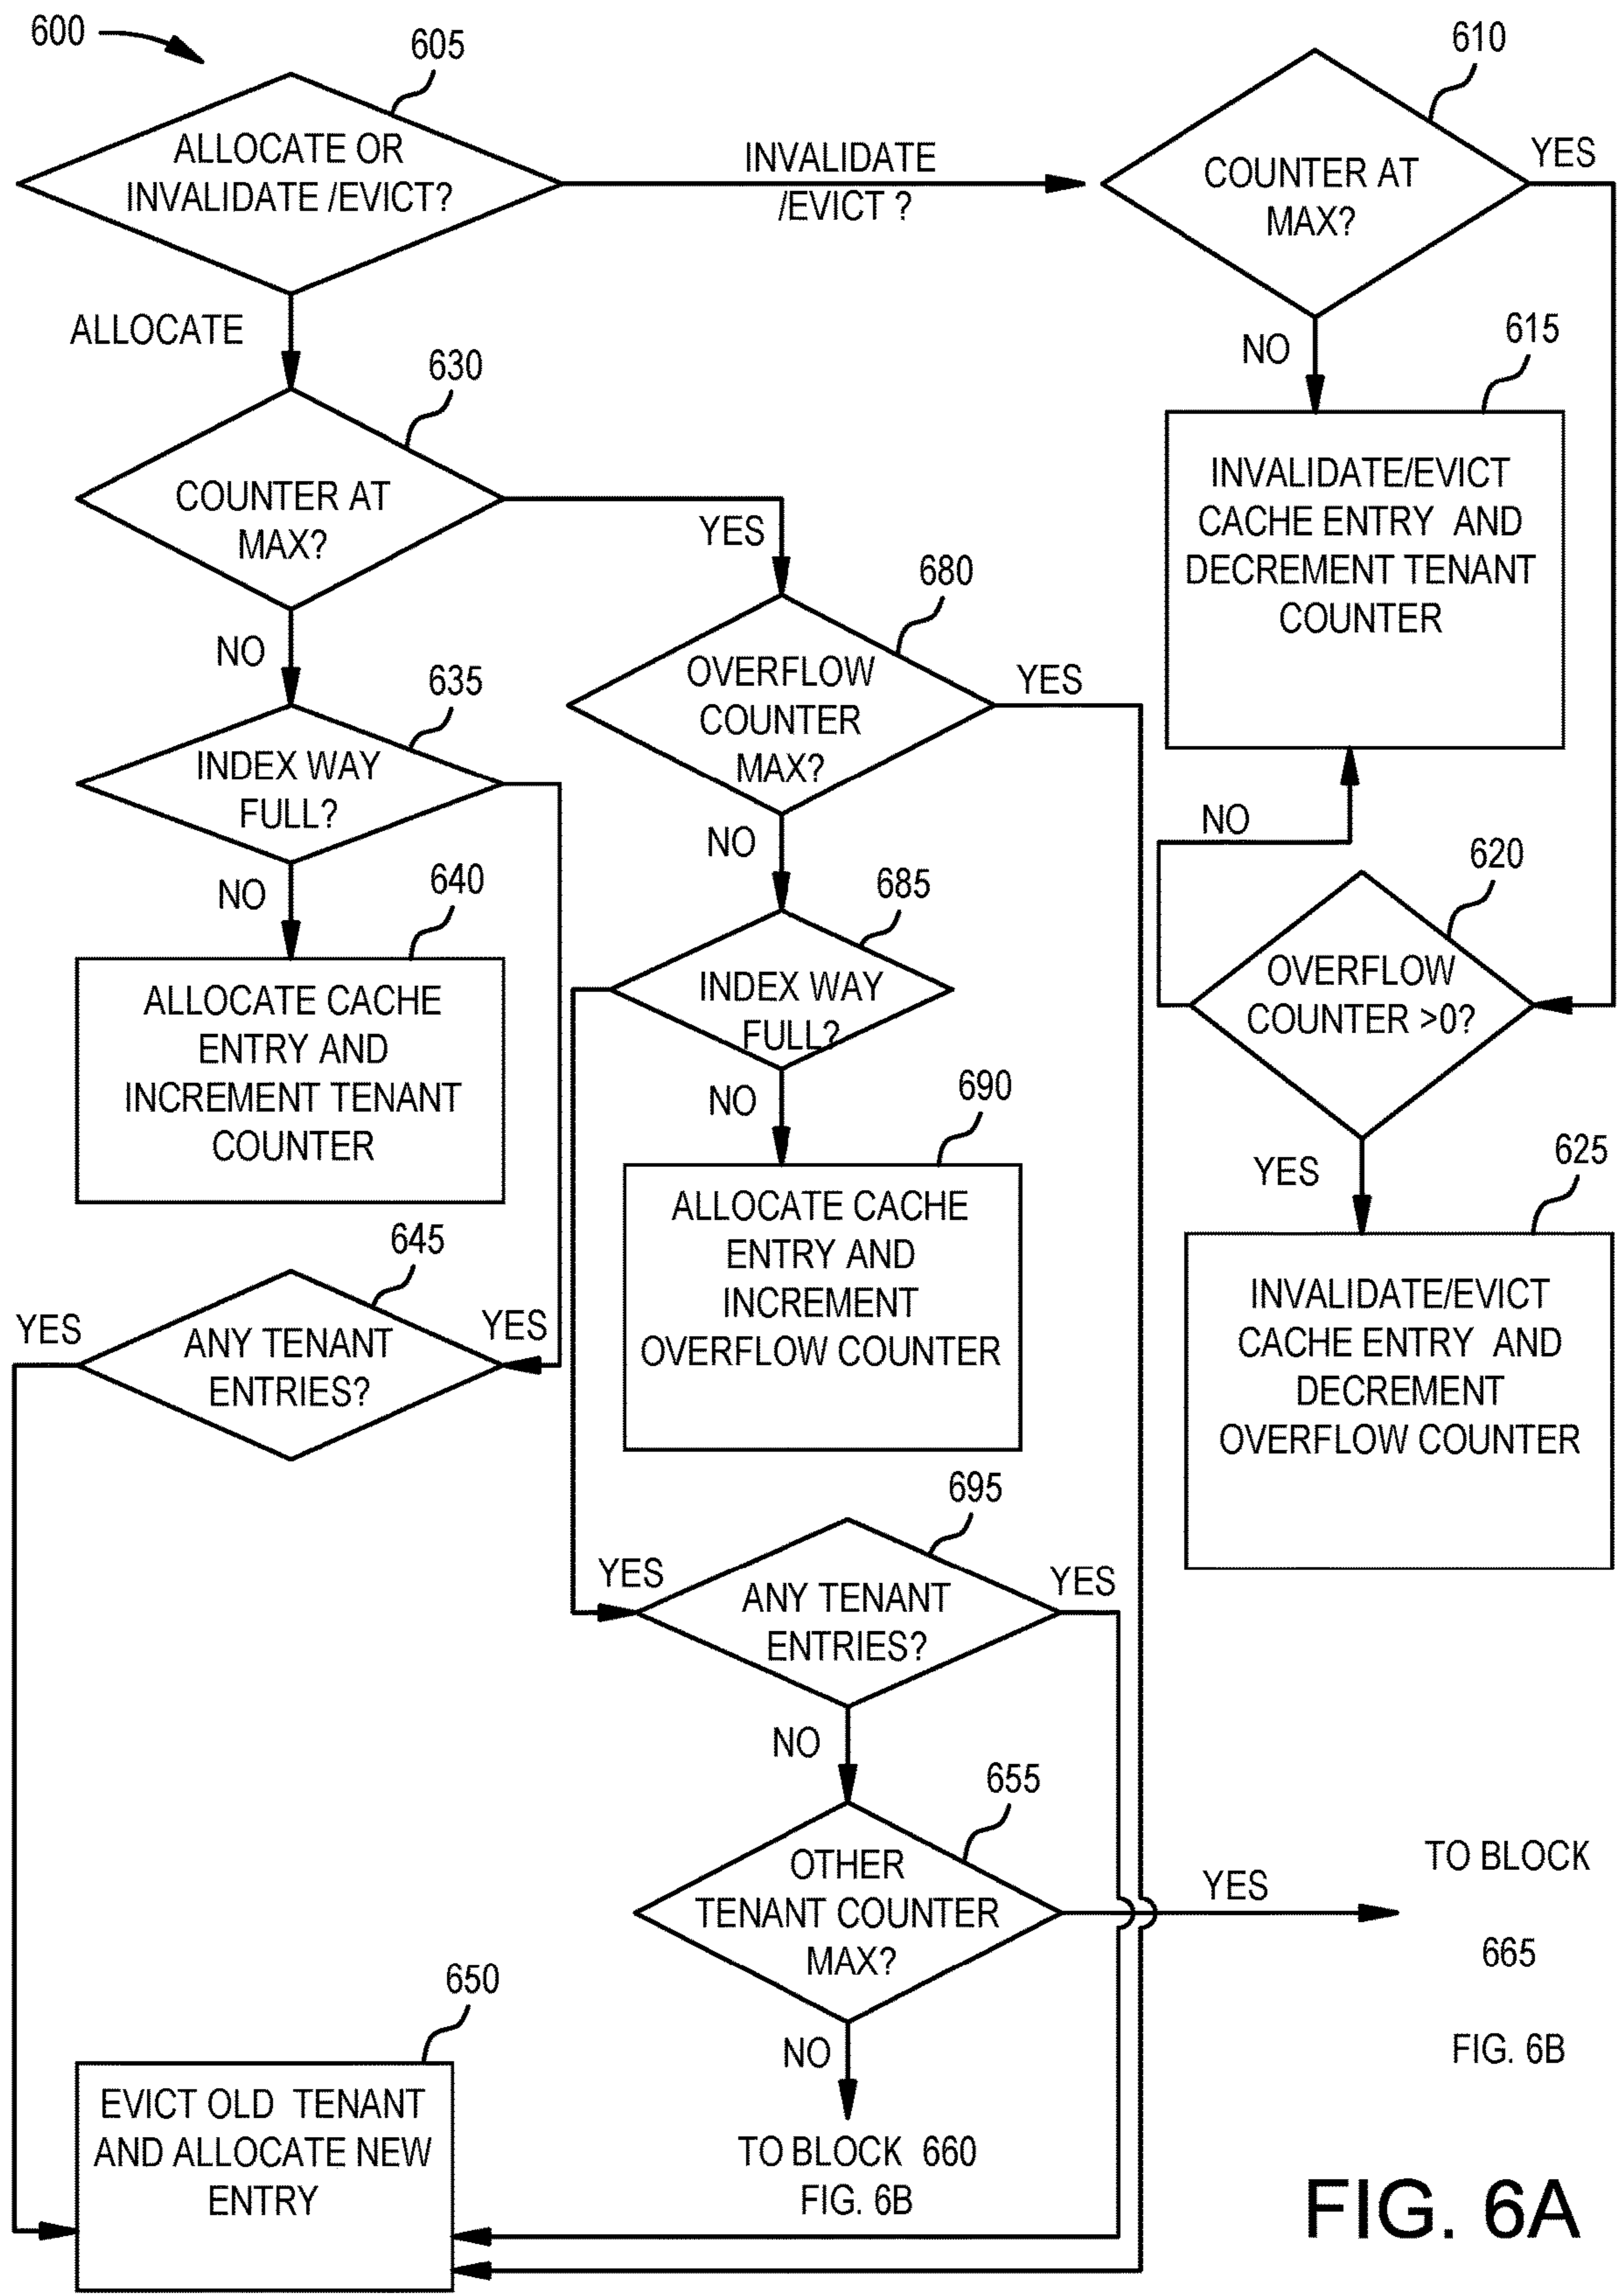 600
605
ALLOCATE OR
INVALIDATE /EVICT?
INVALIDATE
/EVICT ?
610
COUNTER AT
MAX?
YES
ALLOCATE
NO
615
INVALIDATE/EVICT
CACHE ENTRY AND
DECREMENT TENANT
COUNTER
630
COUNTER AT
MAX?
YES
NO
680
OVERFLOW
COUNTER
MAX?
YES
NO
635
INDEX WAY
FULL?
NO
640
ALLOCATE CACHE
ENTRY AND
INCREMENT TENANT
COUNTER
685
INDEX WAY
FULL?
NO
690
ALLOCATE CACHE
ENTRY AND
INCREMENT
OVERFLOW COUNTER
NO
620
OVERFLOW
COUNTER >0?
YES
625
INVALIDATE/EVICT
CACHE ENTRY AND
DECREMENT
OVERFLOW COUNTER
645
YES
ANY TENANT
ENTRIES?
YES
695
YES
ANY TENANT
ENTRIES?
YES
NO
655
OTHER
TENANT COUNTER
MAX?
YES
TO BLOCK
665
FIG. 6B
NO
TO BLOCK 660
FIG. 6B
650
EVICT OLD TENANT
AND ALLOCATE NEW
ENTRY
FIG. 6A